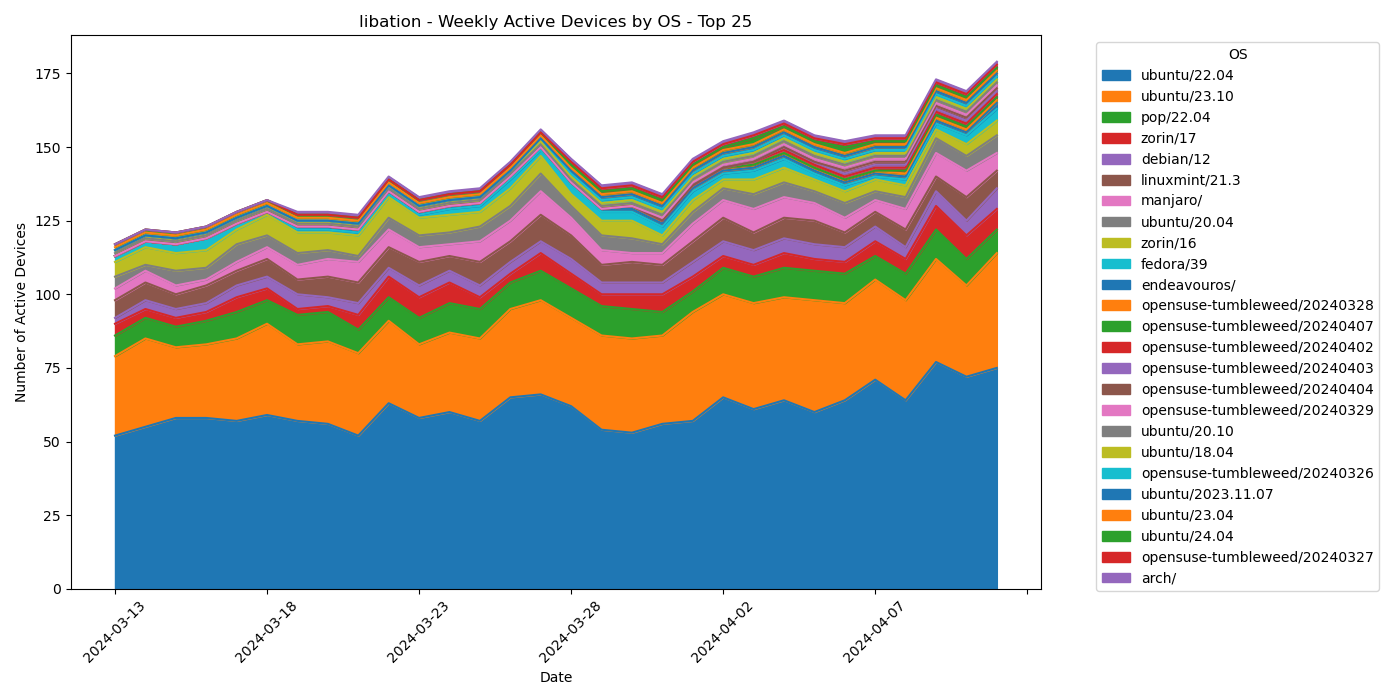 libation - Weekly Active Devices by OS - Top 25
Number of Active Devices
175
150
125
100
75
50
25
0
2024-03-13
2024-03-18
2024-03-23
2024-03-28
2024-04-02
2024-04-07
Date
OS
ubuntu/22.04
ubuntu/23.10
pop/22.04
zorin/17
debian/12
linuxmint/21.3
manjaro/
ubuntu/20.04
zorin/16
fedora/39
endeavouros/
opensuse-tumbleweed/20240328
opensuse-tumbleweed/20240407
opensuse-tumbleweed/20240402
opensuse-tumbleweed/20240403
opensuse-tumbleweed/20240404
opensuse-tumbleweed/20240329
ubuntu/20.10
ubuntu/18.04
opensuse-tumbleweed/20240326
ubuntu/2023.11.07
ubuntu/23.04
ubuntu/24.04
opensuse-tumbleweed/20240327
arch/